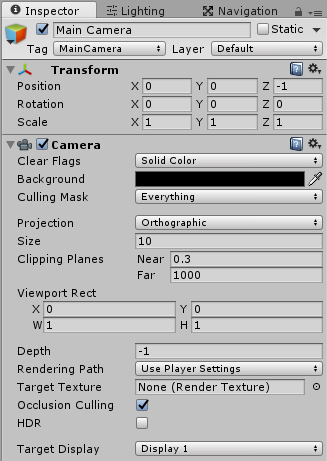 Inspector Lighting Navigation
Main Camera Static
Tag MainCamera Layer Default
Transform
Position X 0 Y 0 Z -1
Rotation X 0 Y 0 Z 0
Scale X 1 Y 1 Z 1
Camera
Clear Flags Solid Color
Background
Culling Mask Everything
Projection Orthographic
Size 10
Clipping Planes Near 0.3
Far 1000
Viewport Rect
X 0 Y 0
W 1 H 1
Depth -1
Rendering Path Use Player Settings
Target Texture None (Render Texture)
Occlusion Culling
HDR
Target Display Display 1